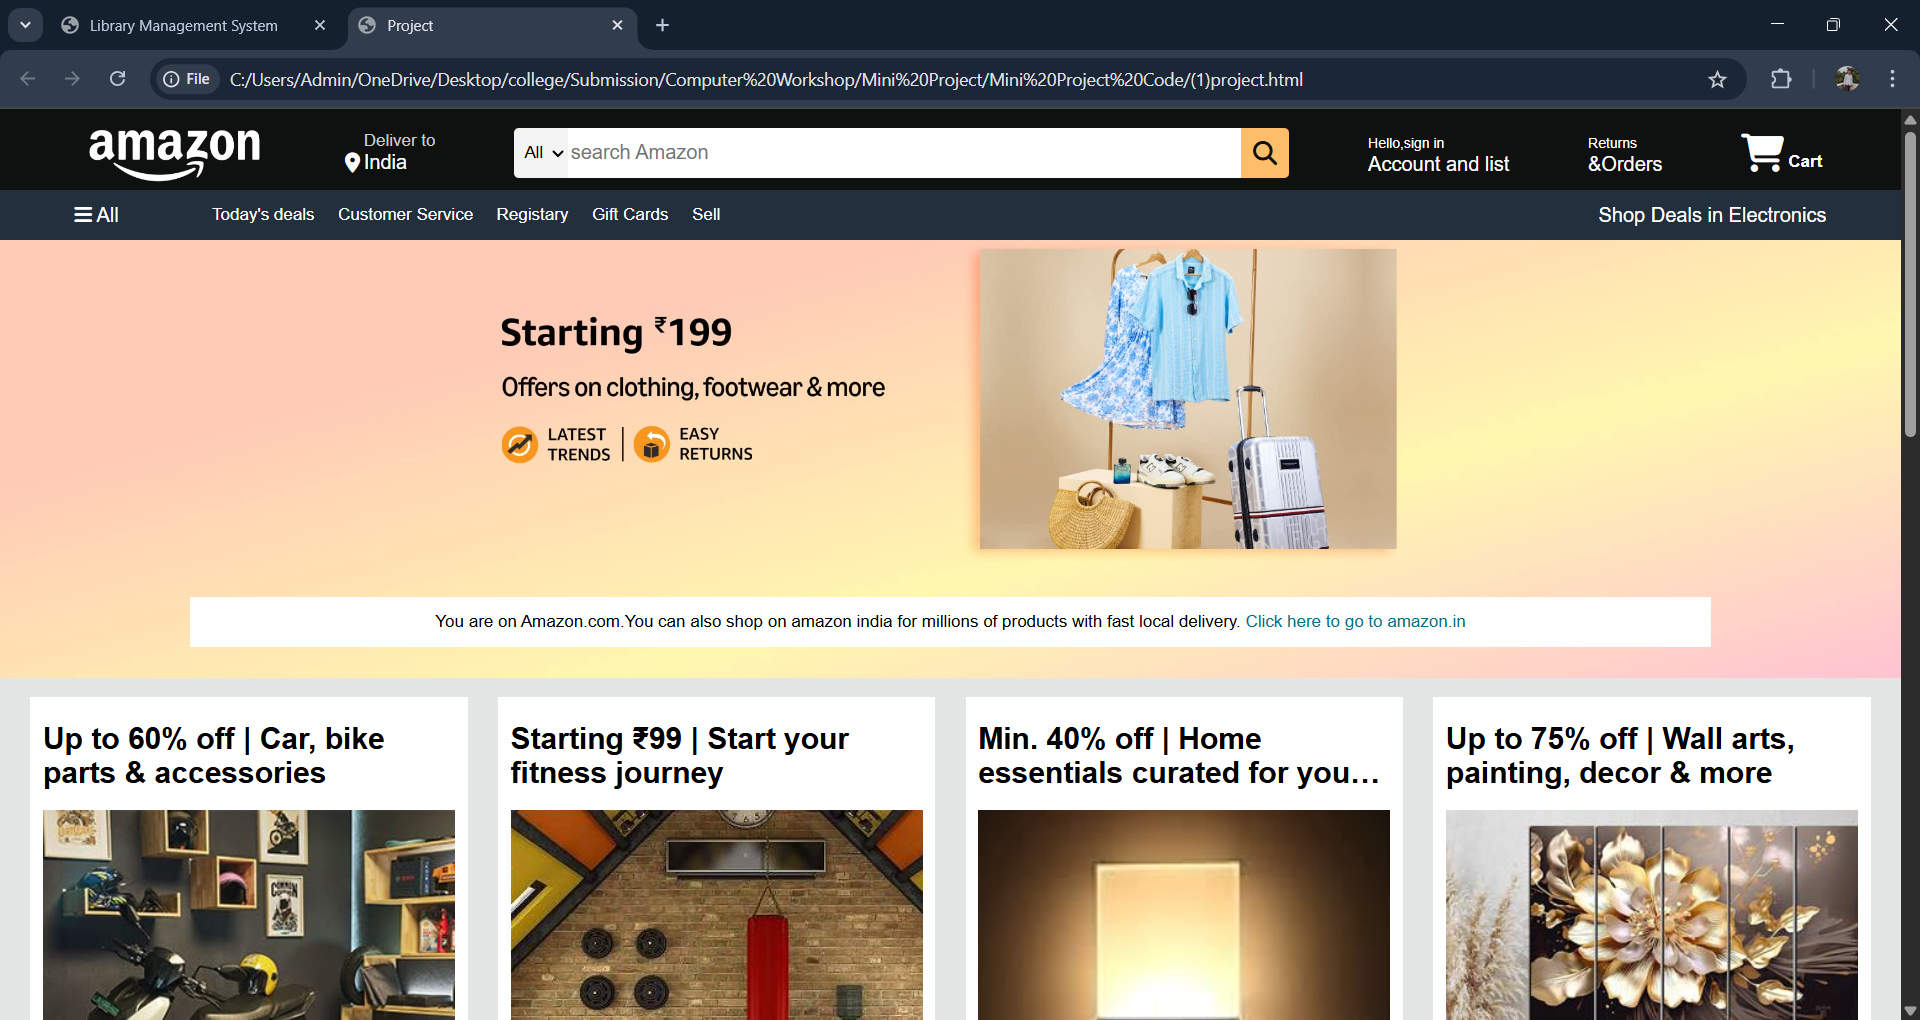 Library Management System
Project
File
C:/Users/Admin/OneDrive/Desktop/college/Submission/Computer%20Workshop/Mini%20Project/Mini%20Project%20Code/(1)project.html
amazon
Deliver to
India
All
search Amazon
Hello,sign in
Account and list
Returns
&Orders
Cart
All
Today's deals
Customer Service
Registary
Gift Cards
Sell
Shop Deals in Electronics
Starting ₹199
Offers on clothing, footwear & more
LATEST
TRENDS
EASY
RETURNS
You are on Amazon.com.You can also shop on amazon india for millions of products with fast local delivery. Click here to go to amazon.in
Up to 60% off | Car, bike
parts & accessories
Starting ₹99 | Start your
fitness journey
Min. 40% off | Home
essentials curated for you...
Up to 75% off | Wall arts,
painting, decor & more